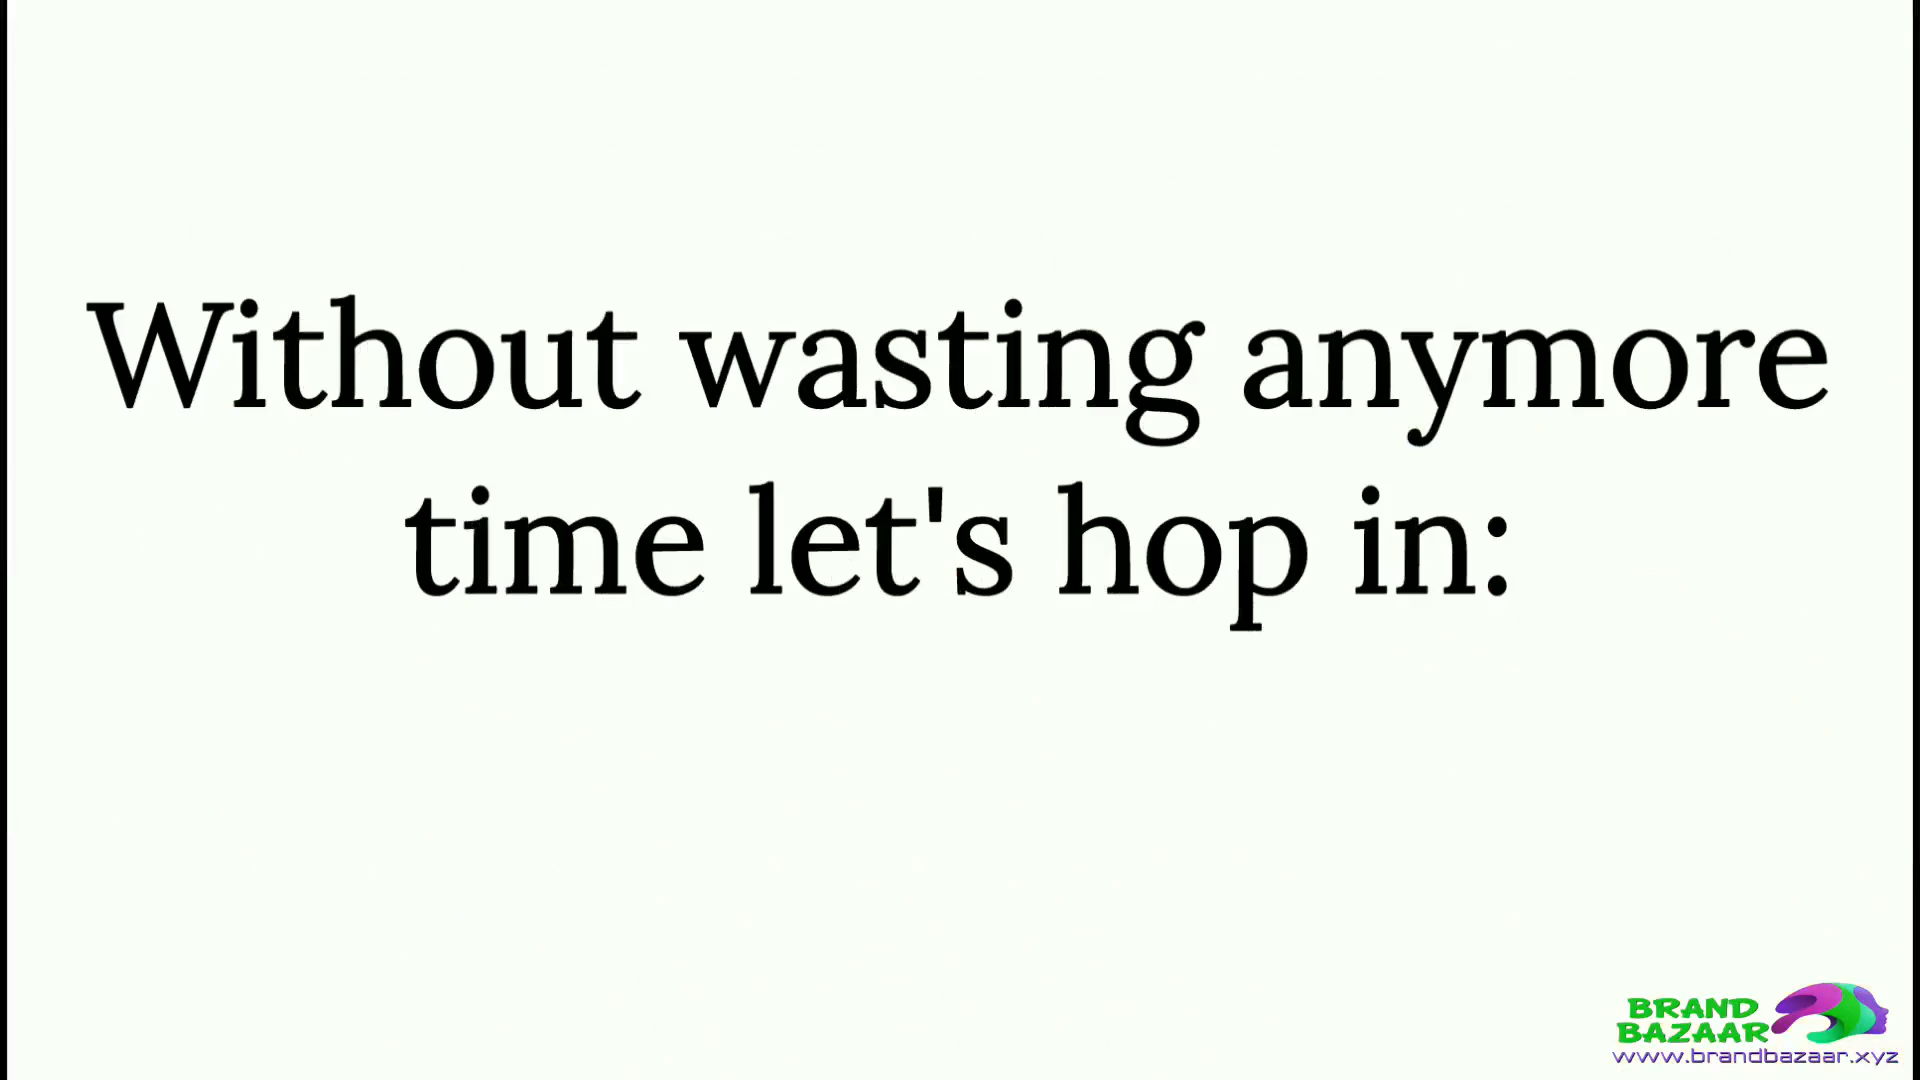 Without wasting anymore
time let's hop in:
BRAND
BAZAAR
www.brandbazaar.xyz